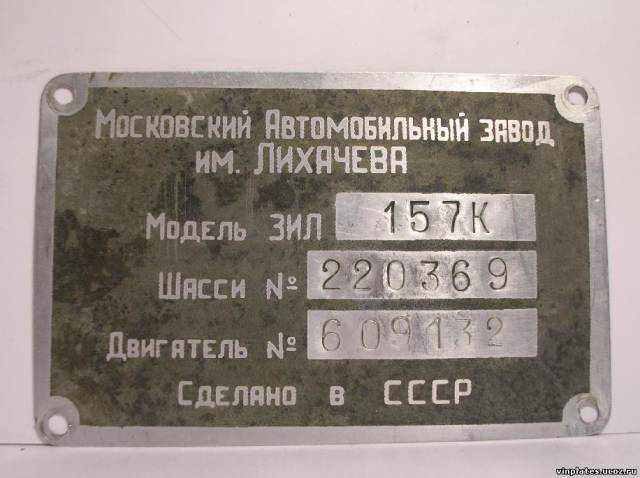 Московский Автомобильный завод
им. Лихачева
Модель ЗИЛ 157К
Шасси № 220369
Двигатель № 609132
Сделано в СССР
www.vinplates.ucoz.ru